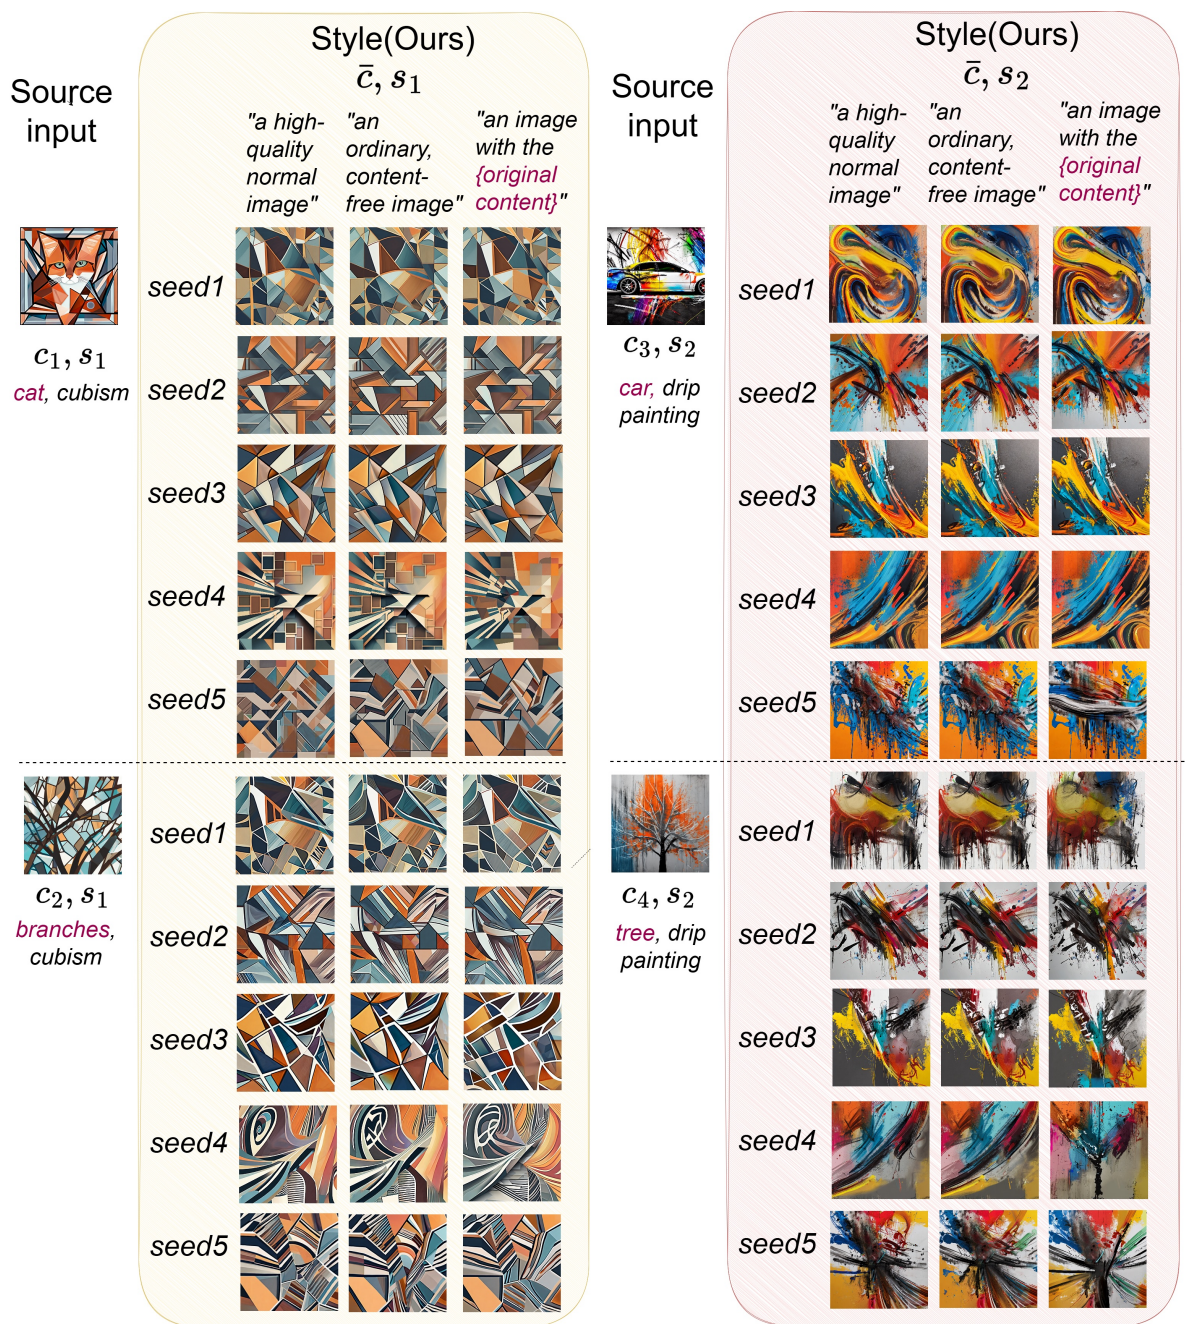 Style(Ours)
c̄, s₁
Source
input
"a high-
quality
normal
image"
"an
ordinary,
content-
free image"
"an image
with the
{original
content}"
seed1
c₁, s₁
cat, cubism
seed2
seed3
seed4
seed5
seed1
c₂, s₁
branches,
cubism
seed2
seed3
seed4
seed5
Style(Ours)
c̄, s₂
Source
input
"a high-
quality
normal
image"
"an
ordinary,
content-
free image"
"an image
with the
{original
content}"
seed1
c₃, s₂
car, drip
painting
seed2
seed3
seed4
seed5
seed1
c₄, s₂
tree, drip
painting
seed2
seed3
seed4
seed5